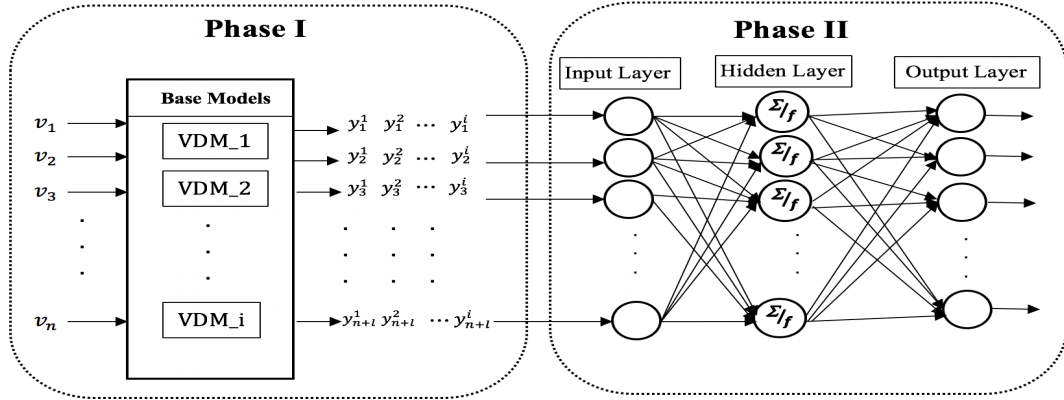 Phase I
Phase II
Input Layer
Hidden Layer
Output Layer
Base Models
VDM_1
VDM_2
VDM_i
v₁
v₂
v₃
vₙ
y₁¹ y₁² ⋯ y₁ⁱ
y₂¹ y₂² ⋯ y₂ⁱ
y₃¹ y₃² ⋯ y₃ⁱ
yₙ₊ₗ¹ yₙ₊ₗ² ⋯ yₙ₊ₗⁱ
Σ/f
Σ/f
Σ/f
Σ/f